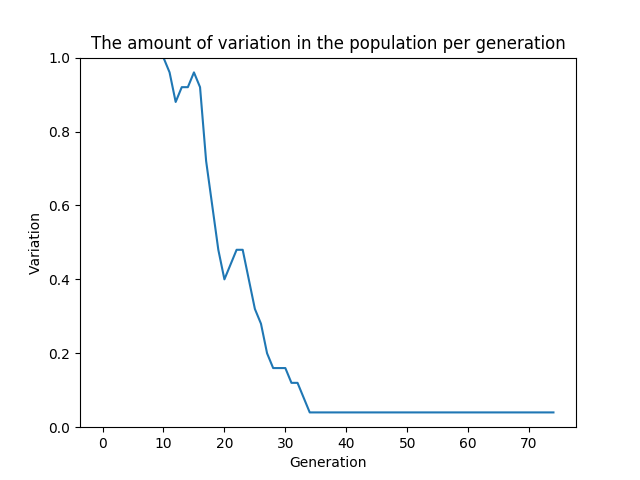 The amount of variation in the population per generation
1.0
0.8
0.6
0.4
0.2
0.0
Variation
0 10 20 30 40 50 60 70
Generation